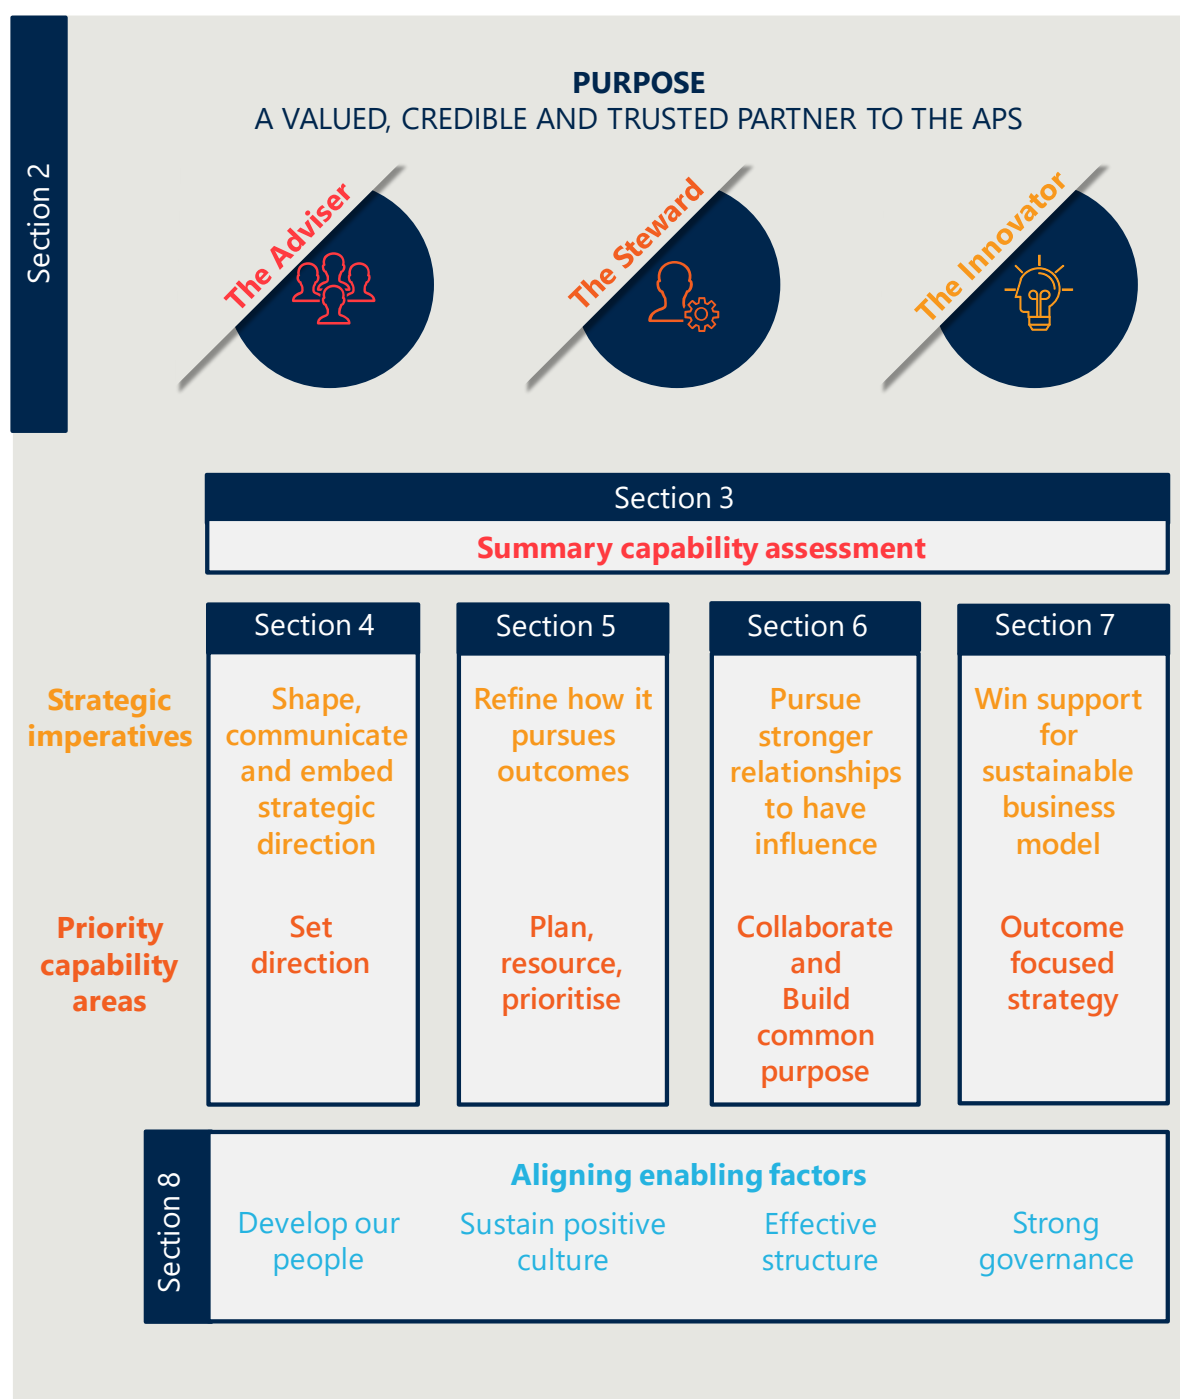 Section 2
PURPOSE
A VALUED, CREDIBLE AND TRUSTED PARTNER TO THE APS
The Adviser
The Steward
The Innovator
Section 3
Summary capability assessment
Section 4
Section 5
Section 6
Section 7
Strategic
imperatives
Shape,
communicate
and embed
strategic
direction
Refine how it
pursues
outcomes
Pursue
stronger
relationships
to have
influence
Win support
for
sustainable
business
model
Priority
capability
areas
Set
direction
Plan,
resource,
prioritise
Collaborate
and
Build
common
purpose
Outcome
focused
strategy
Section 8
Aligning enabling factors
Develop our
people
Sustain positive
culture
Effective
structure
Strong
governance